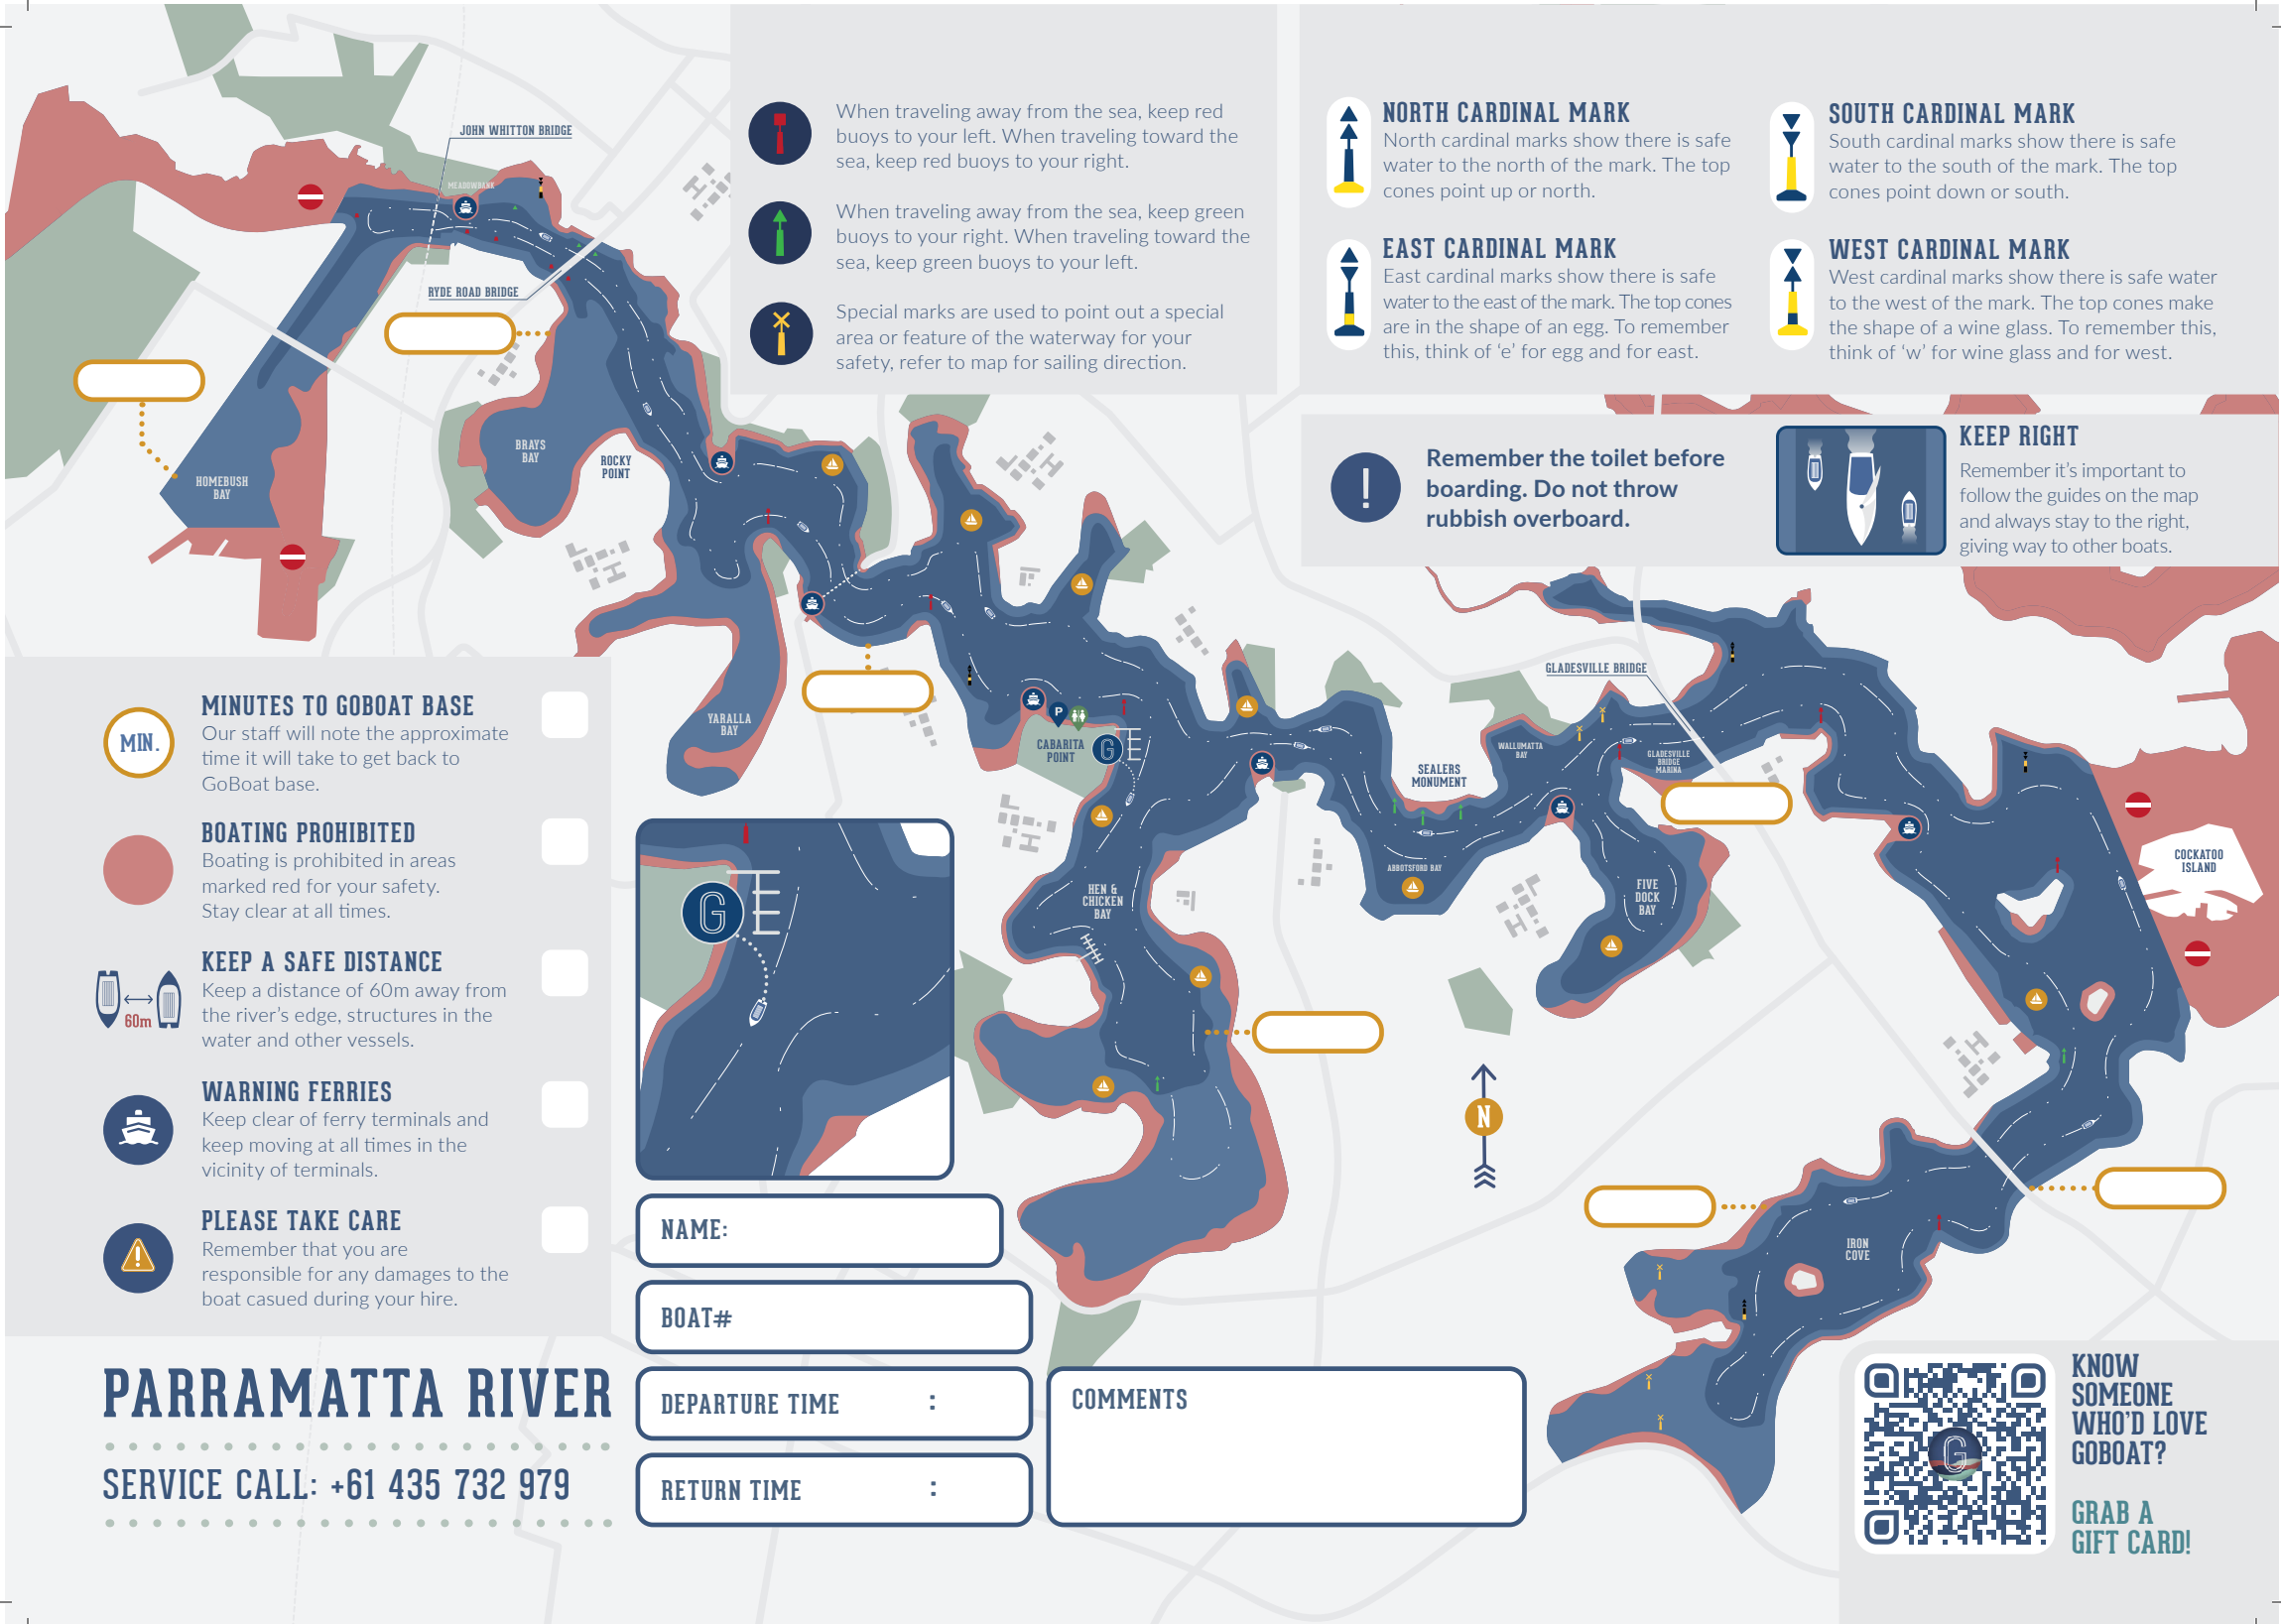 When traveling away from the sea, keep red
buoys to your left. When traveling toward the
sea, keep red buoys to your right.
When traveling away from the sea, keep green
buoys to your right. When traveling toward the
sea, keep green buoys to your left.
Special marks are used to point out a special
area or feature of the waterway for your
safety, refer to map for sailing direction.
NORTH CARDINAL MARK
North cardinal marks show there is safe
water to the north of the mark. The top
cones point up or north.
SOUTH CARDINAL MARK
South cardinal marks show there is safe
water to the south of the mark. The top
cones point down or south.
EAST CARDINAL MARK
East cardinal marks show there is safe
water to the east of the mark. The top cones
are in the shape of an egg. To remember
this, think of ‘e’ for egg and for east.
WEST CARDINAL MARK
West cardinal marks show there is safe water
to the west of the mark. The top cones make
the shape of a wine glass. To remember this,
think of ‘w’ for wine glass and for west.
!
Remember the toilet before
boarding. Do not throw
rubbish overboard.
KEEP RIGHT
Remember it’s important to
follow the guides on the map
and always stay to the right,
giving way to other boats.
JOHN WHITTON BRIDGE
MEADOWBANK
RYDE ROAD BRIDGE
HOMEBUSH
BAY
BRAYS
BAY
ROCKY
POINT
YARALLA
BAY
P
CABARITA
POINT
G
HEN &
CHICKEN
BAY
GLADESVILLE BRIDGE
WALLUMATTA
BAY
SEALERS
MONUMENT
GLADESVILLE
BRIDGE
MARINA
ABBOTSFORD BAY
FIVE
DOCK
BAY
COCKATOO
ISLAND
IRON
COVE
N
MIN.
MINUTES TO GOBOAT BASE
Our staff will note the approximate
time it will take to get back to
GoBoat base.
BOATING PROHIBITED
Boating is prohibited in areas
marked red for your safety.
Stay clear at all times.
60m
KEEP A SAFE DISTANCE
Keep a distance of 60m away from
the river’s edge, structures in the
water and other vessels.
WARNING FERRIES
Keep clear of ferry terminals and
keep moving at all times in the
vicinity of terminals.
!
PLEASE TAKE CARE
Remember that you are
responsible for any damages to the
boat casued during your hire.
G
PARRAMATTA RIVER
SERVICE CALL: +61 435 732 979
NAME:
BOAT#
DEPARTURE TIME :
RETURN TIME :
COMMENTS
G
KNOW
SOMEONE
WHO’D LOVE
GOBOAT?
GRAB A
GIFT CARD!